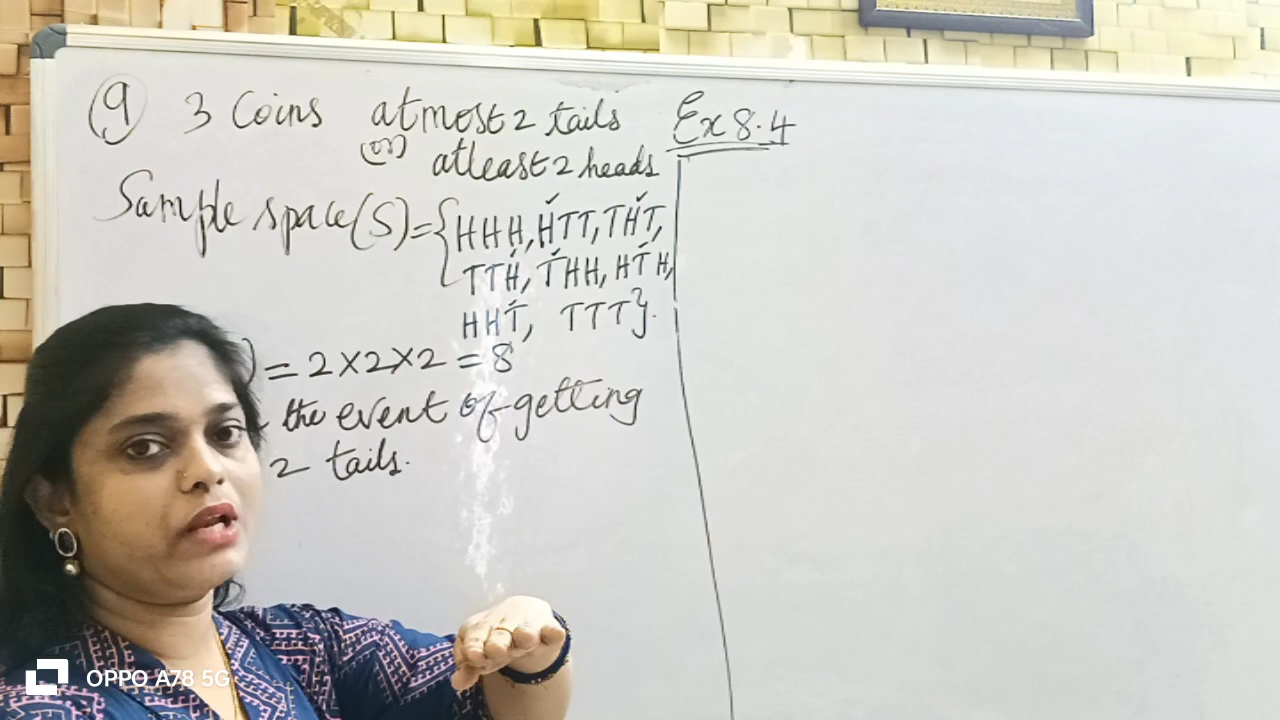 9 3 Coins atmost 2 tails Ex 8.4
(or) atleast 2 heads
Sample space (S) = {HHH, HTT, THT,
TTH, THH, HTH,
HHT, TTT}.
) = 2×2×2 = 8
the event of getting
2 tails.
OPPO A78 5G